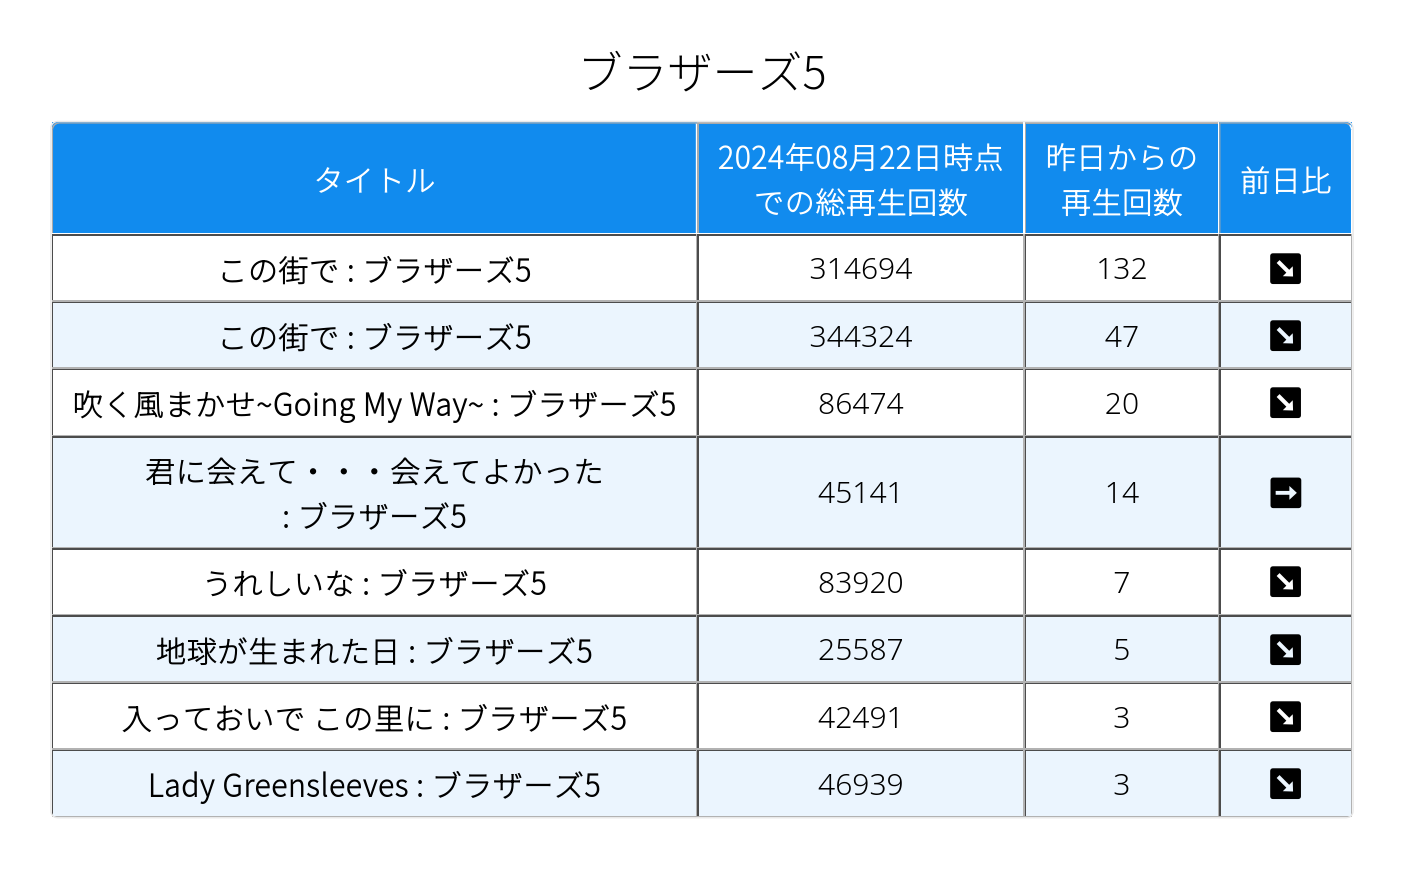 ブラザーズ5
タイトル
2024年08月22日時点
での総再生回数
昨日からの
再生回数
前日比
この街で : ブラザーズ5
314694
132
この街で : ブラザーズ5
344324
47
吹く風まかせ~Going My Way~ : ブラザーズ5
86474
20
君に会えて・・・会えてよかった
: ブラザーズ5
45141
14
うれしいな : ブラザーズ5
83920
7
地球が生まれた日 : ブラザーズ5
25587
5
入っておいで この里に : ブラザーズ5
42491
3
Lady Greensleeves : ブラザーズ5
46939
3